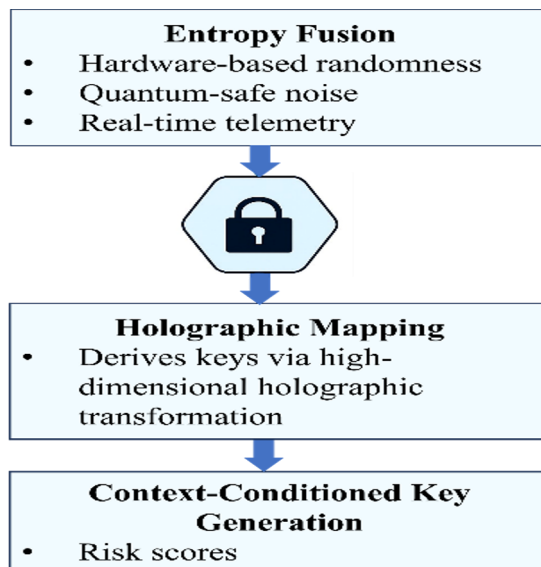 Entropy Fusion
• Hardware-based randomness
• Quantum-safe noise
• Real-time telemetry
Holographic Mapping
• Derives keys via high-
dimensional holographic
transformation
Context-Conditioned Key
Generation
• Risk scores